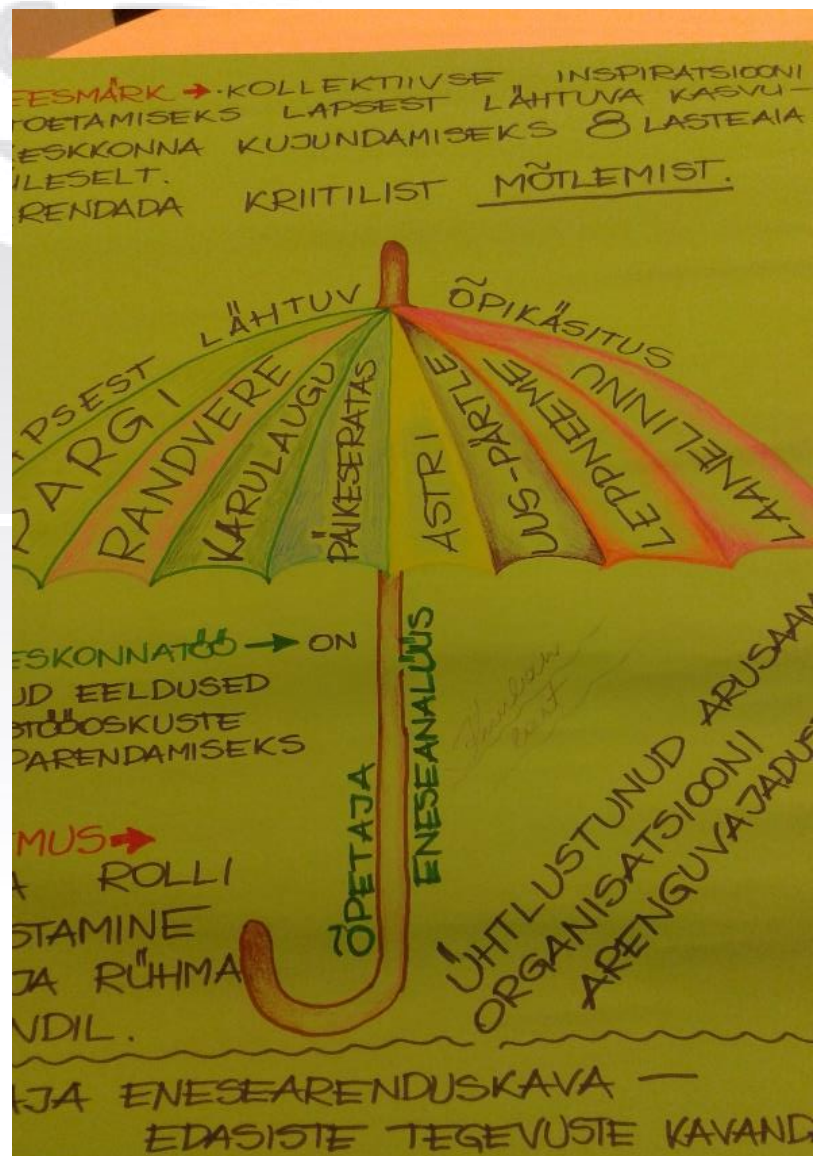 EESMÄRK → KOLLEKTIIVSE INSPIRATSIOONI
TOETAMISEKS LAPSEST LÄHTUVA KASVU-
KESKKONNA KUJUNDAMISEKS 8 LASTEAIA
ÜLESELT.
ARENDADA KRIITILIST MÕTLEMIST.
LAPSEST LÄHTUV ÕPIKÄSITUS
PARGI
RANDVERE
KARULAUGU
PÄIKESERATAS
ASTRI
UUS-PÄRTLE
LEPPNEEME
LAANELINNU
ESKONNATÖÖ → ON
UD EELDUSED
STÖÖOSKUSTE
PARENDAMISEKS
ÕPETAJA
ENESEANALÜÜS
MUS →
A ROLLI
STAMINE
JA RÜHMA
NDIL.
ÜHTLUSTUNUD ARUSAAM
ORGANISATSIOONI
ARENGUVAJADUS
AJA ENESEARENDUSKAVA —
EDASISTE TEGEVUSTE KAVAND